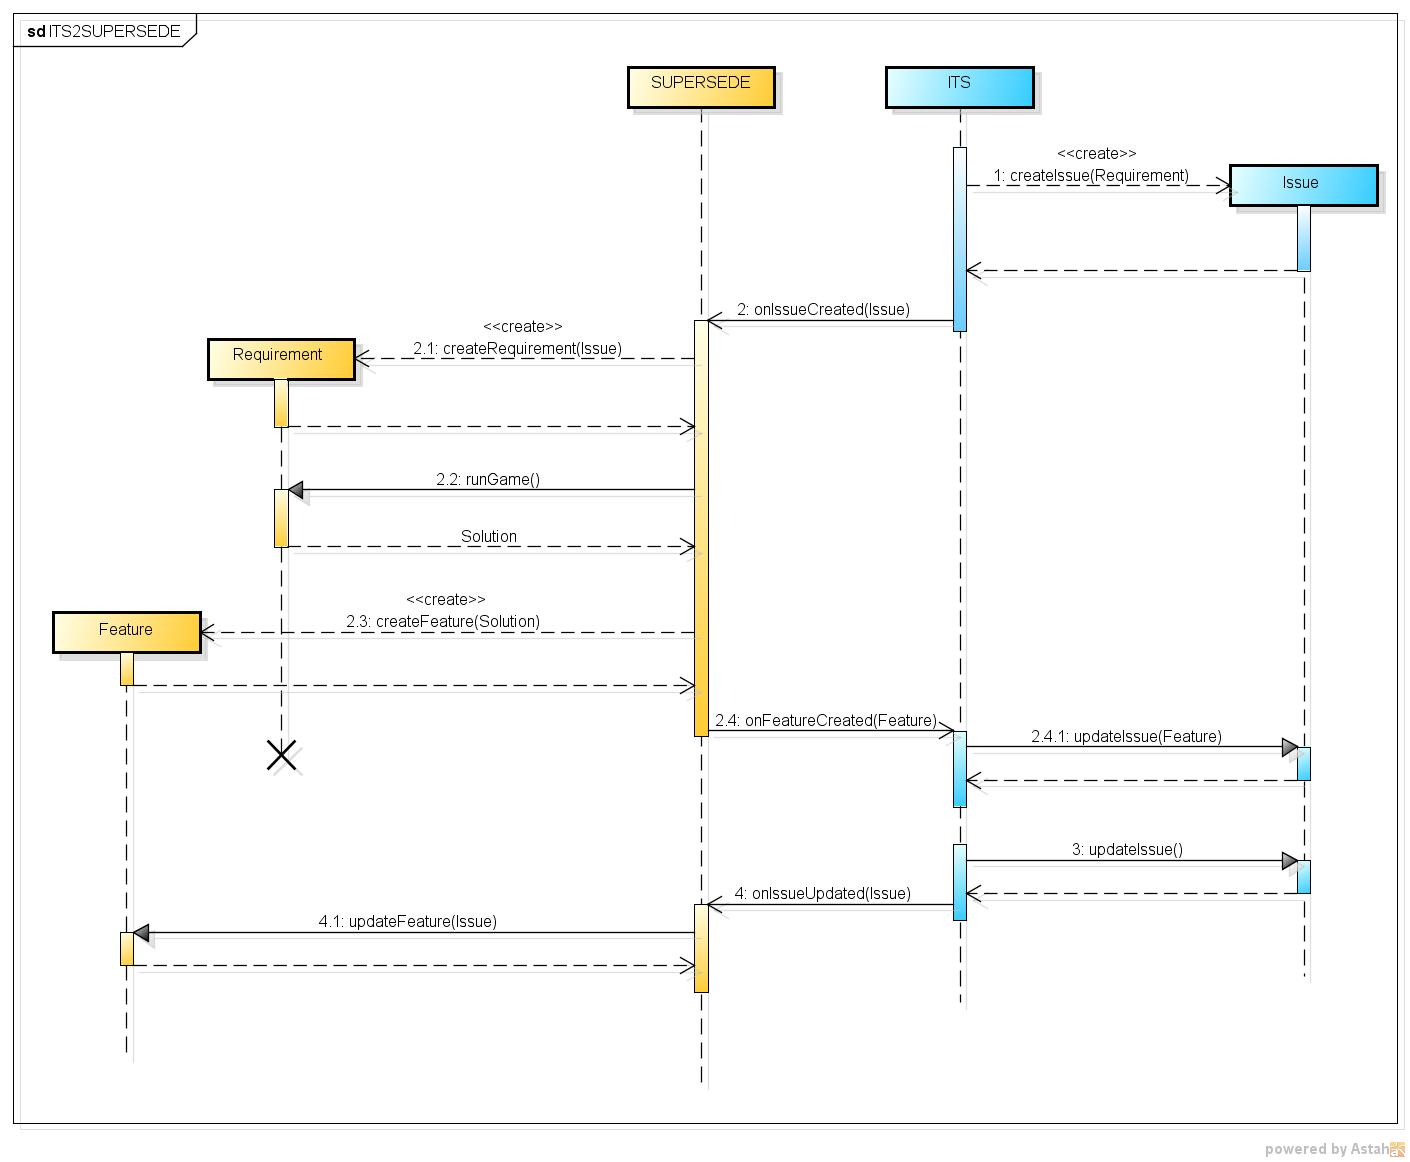 sd ITS2SUPERSEDE
SUPERSEDE
ITS
<<create>>
1: createIssue(Requirement)
Issue
2: onIssueCreated(Issue)
<<create>>
2.1: createRequirement(Issue)
Requirement
2.2: runGame()
Solution
<<create>>
2.3: createFeature(Solution)
Feature
2.4: onFeatureCreated(Feature)
2.4.1: updateIssue(Feature)
3: updateIssue()
4: onIssueUpdated(Issue)
4.1: updateFeature(Issue)
powered by Astah